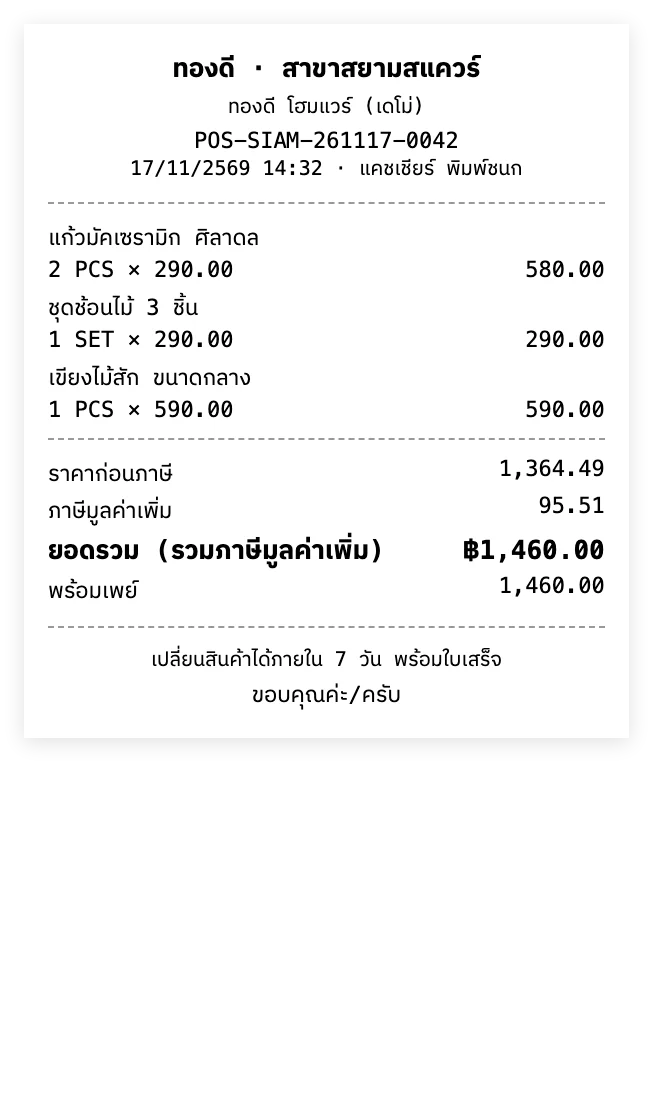 ทองดี · สาขาสยามสแควร์
ทองดี โฮมแวร์ (เดโม่)
POS-SIAM-261117-0042
17/11/2569 14:32 · แคชเชียร์ พิมพ์ชนก
แก้วมัคเซรามิก ศิลาดล
2 PCS × 290.00 580.00
ชุดช้อนไม้ 3 ชิ้น
1 SET × 290.00 290.00
เขียงไม้สัก ขนาดกลาง
1 PCS × 590.00 590.00
ราคาก่อนภาษี 1,364.49
ภาษีมูลค่าเพิ่ม 95.51
ยอดรวม (รวมภาษีมูลค่าเพิ่ม) ฿1,460.00
พร้อมเพย์ 1,460.00
เปลี่ยนสินค้าได้ภายใน 7 วัน พร้อมใบเสร็จ
ขอบคุณค่ะ/ครับ